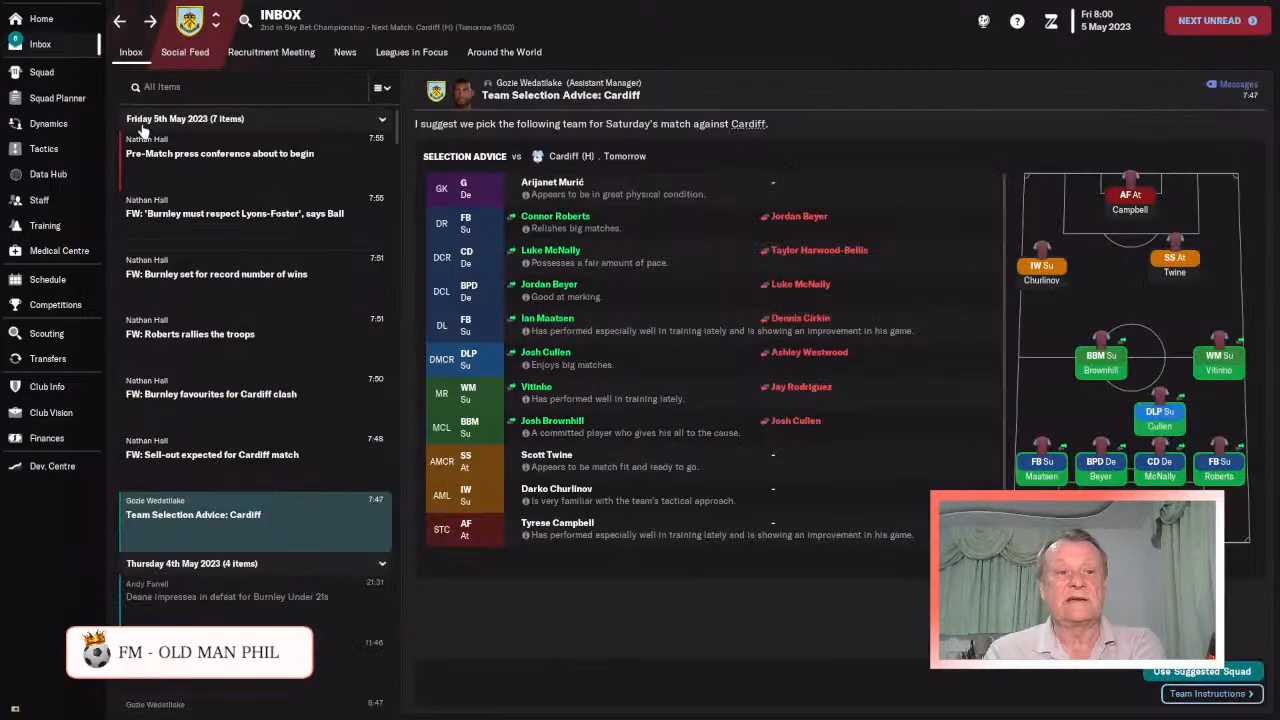 Home
6
Inbox
Squad
Squad Planner
Dynamics
Tactics
Data Hub
Staff
Training
Medical Centre
Schedule
Competitions
Scouting
Transfers
Club Info
Club Vision
Finances
Dev. Centre
INBOX
2nd in Sky Bet Championship - Next Match: Cardiff (H) (Tomorrow 15:00)
Fri 8:00
5 May 2023
NEXT UNREAD
Inbox Social Feed Recruitment Meeting News Leagues in Focus Around the World
All Items
Friday 5th May 2023 (7 items)
Nathan Hall 7:55
Pre-Match press conference about to begin
Nathan Hall 7:55
FW: 'Burnley must respect Lyons-Foster', says Ball
Nathan Hall 7:51
FW: Burnley set for record number of wins
Nathan Hall 7:51
FW: Roberts rallies the troops
Nathan Hall 7:50
FW: Burnley favourites for Cardiff clash
Nathan Hall 7:48
FW: Sell-out expected for Cardiff match
Gozie Wedatilake 7:47
Team Selection Advice: Cardiff
Thursday 4th May 2023 (4 items)
Andy Farrell 21:31
Deane impresses in defeat for Burnley Under 21s
11:46
Gozie Wedatilake 8:47
FM - OLD MAN PHIL
Gozie Wedatilake (Assistant Manager)
Team Selection Advice: Cardiff
Messages
7:47
I suggest we pick the following team for Saturday's match against Cardiff.
SELECTION ADVICE vs Cardiff (H) . Tomorrow
GK G De Arijanet Murić -
Appears to be in great physical condition.
DR FB Su Connor Roberts Jordan Beyer
Relishes big matches.
DCR CD De Luke McNally Taylor Harwood-Bellis
Possesses a fair amount of pace.
DCL BPD De Jordan Beyer Luke McNally
Good at marking.
DL FB Su Ian Maatsen Dennis Cirkin
Has performed especially well in training lately and is showing an improvement in his game.
DMCR DLP Su Josh Cullen Ashley Westwood
Enjoys big matches.
MR WM Su Vitinho Jay Rodriguez
Has performed well in training lately.
MCL BBM Su Josh Brownhill Josh Cullen
A committed player who gives his all to the cause.
AMCR SS At Scott Twine -
Appears to be match fit and ready to go.
AML IW Su Darko Churlinov -
Is very familiar with the team's tactical approach.
STC AF At Tyrese Campbell -
Has performed especially well in training lately and is showing an improvement in his game.
AF At
Campbell
IW Su SS At
Churlinov Twine
BBM Su WM Su
Brownhill Vitinho
DLP Su
Cullen
FB Su BPD De CD De FB Su
Maatsen Beyer McNally Roberts
Use Suggested Squad
Team Instructions